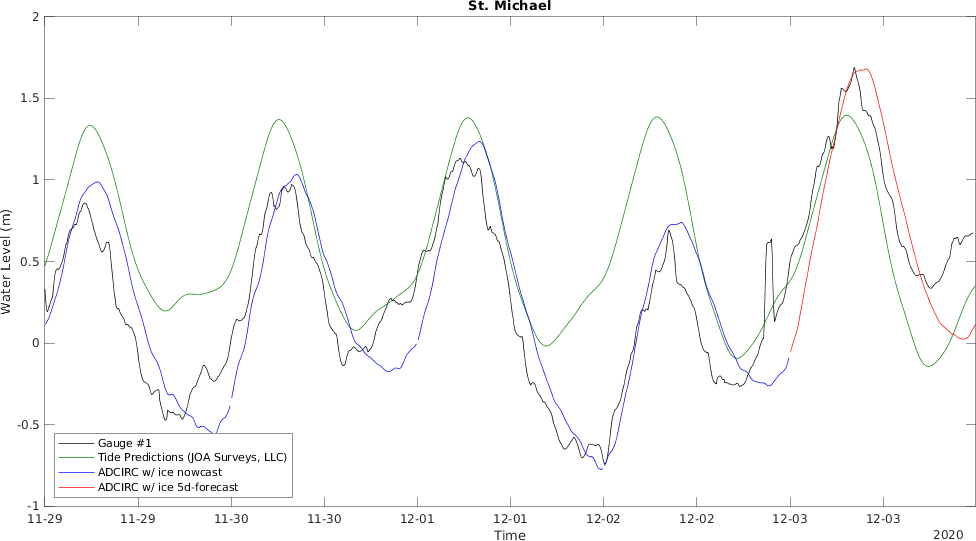 St. Michael
2
1.5
1
0.5
0
-0.5
-1
Water Level (m)
Gauge #1
Tide Predictions (JOA Surveys, LLC)
ADCIRC w/ ice nowcast
ADCIRC w/ ice 5d-forecast
11-29 11-29 11-30 11-30 12-01 12-01 12-02 12-02 12-03 12-03
Time
2020